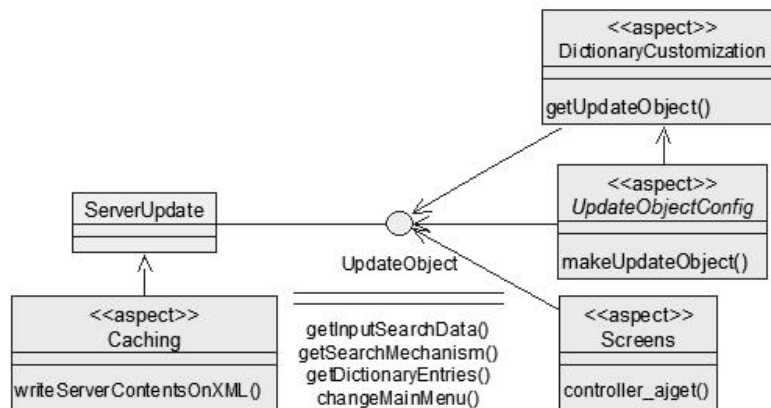 <<aspect>>
DictionaryCustomization
getUpdateObject()
<<aspect>>
UpdateObjectConfig
makeUpdateObject()
ServerUpdate
UpdateObject
getInputSearchData()
getSearchMechanism()
getDictionaryEntries()
changeMainMenu()
<<aspect>>
Caching
writeServerContentsOnXML()
<<aspect>>
Screens
controller_ajget()